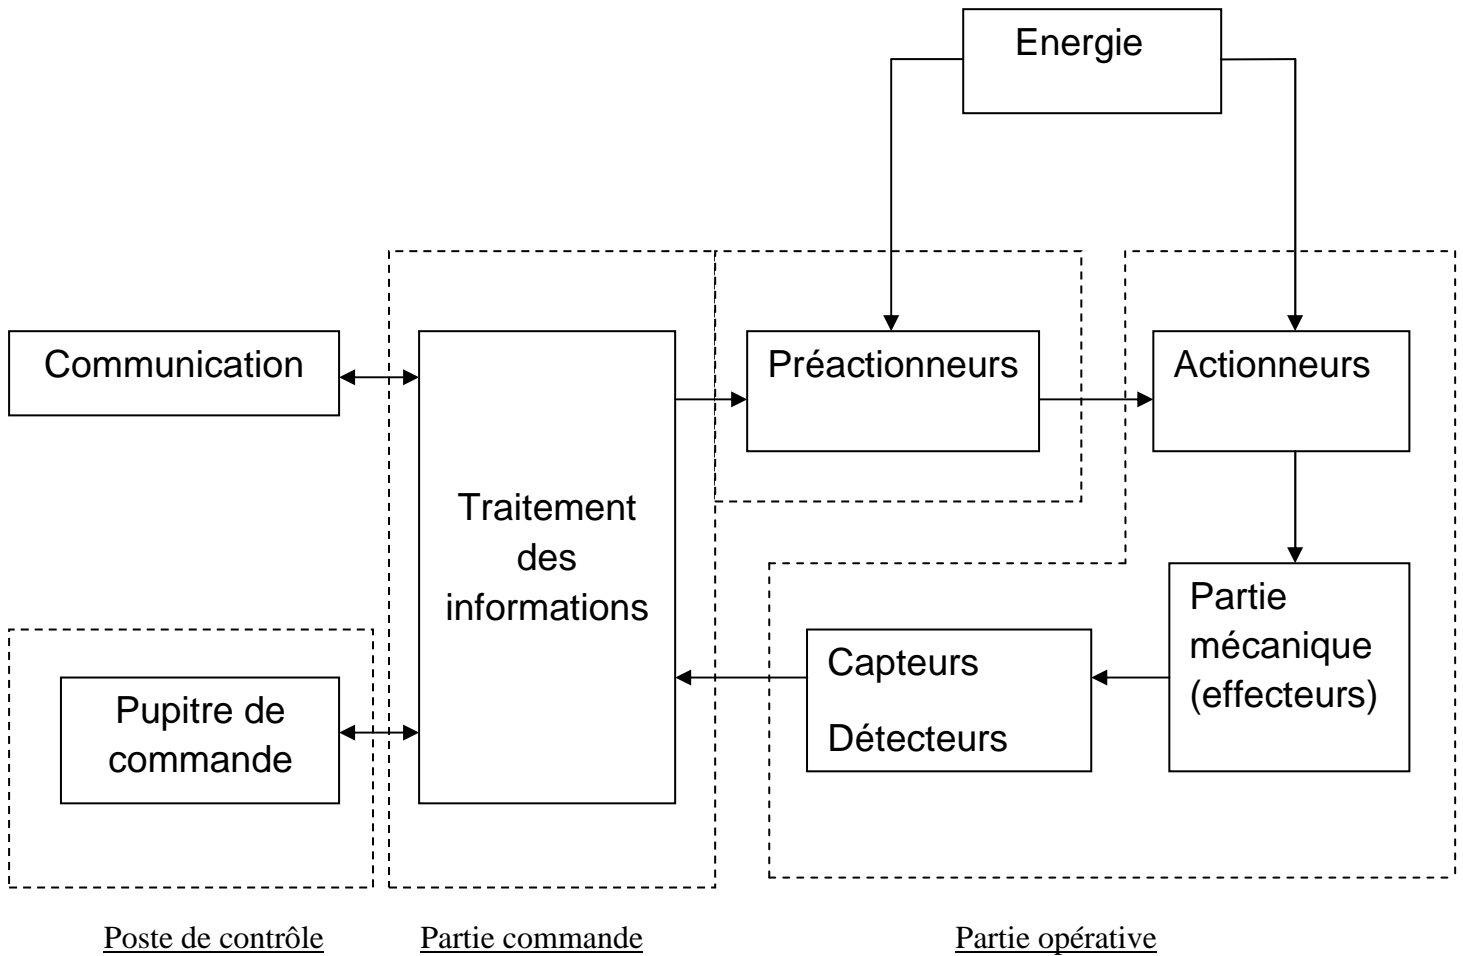 Energie
Communication
Préactionneurs
Actionneurs
Traitement
des
informations
Partie
mécanique
(effecteurs)
Capteurs
Détecteurs
Pupitre de
commande
Poste de contrôle
Partie commande
Partie opérative